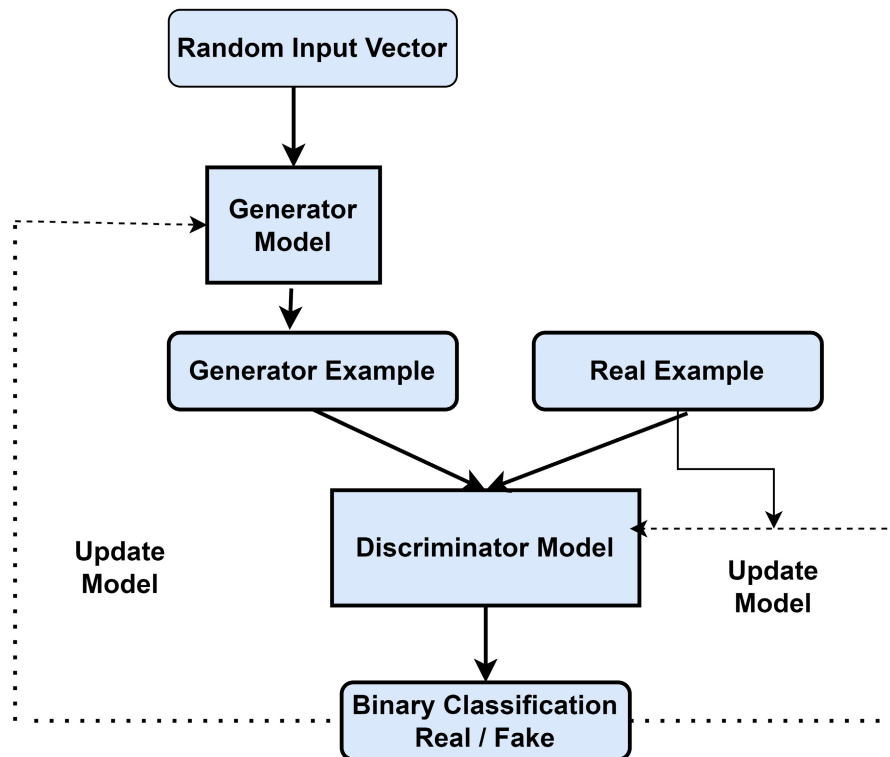 Random Input Vector
Generator
Model
Generator Example
Real Example
Discriminator Model
Update
Model
Update
Model
Binary Classification
Real / Fake